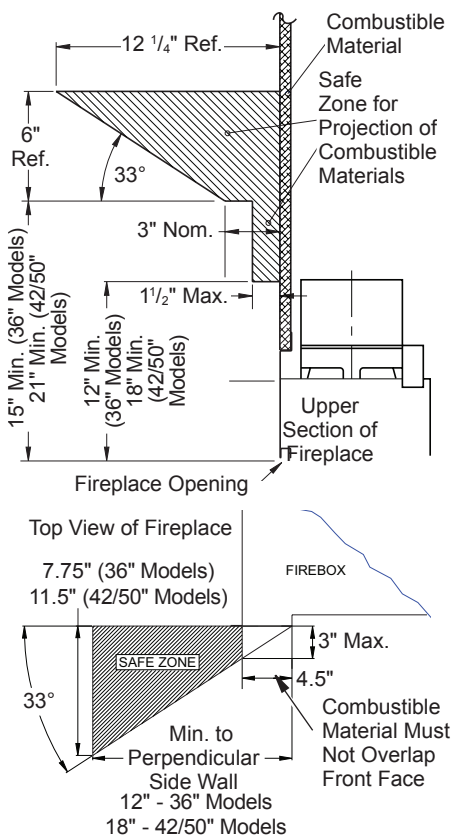 12 1/4" Ref.
Combustible
Material
Safe
Zone for
Projection of
Combustible
Materials
6"
Ref.
33°
3" Nom.
1 1/2" Max.
15" Min. (36" Models)
21" Min. (42/50"
Models)
12" Min.
(36" Models)
18" Min.
(42/50"
Models)
Upper
Section of
Fireplace
Fireplace Opening
Top View of Fireplace
7.75" (36" Models)
11.5" (42/50" Models)
FIREBOX
SAFE ZONE
3" Max.
4.5"
33°
Combustible
Material Must
Not Overlap
Front Face
Min. to
Perpendicular
Side Wall
12" - 36" Models
18" - 42/50" Models